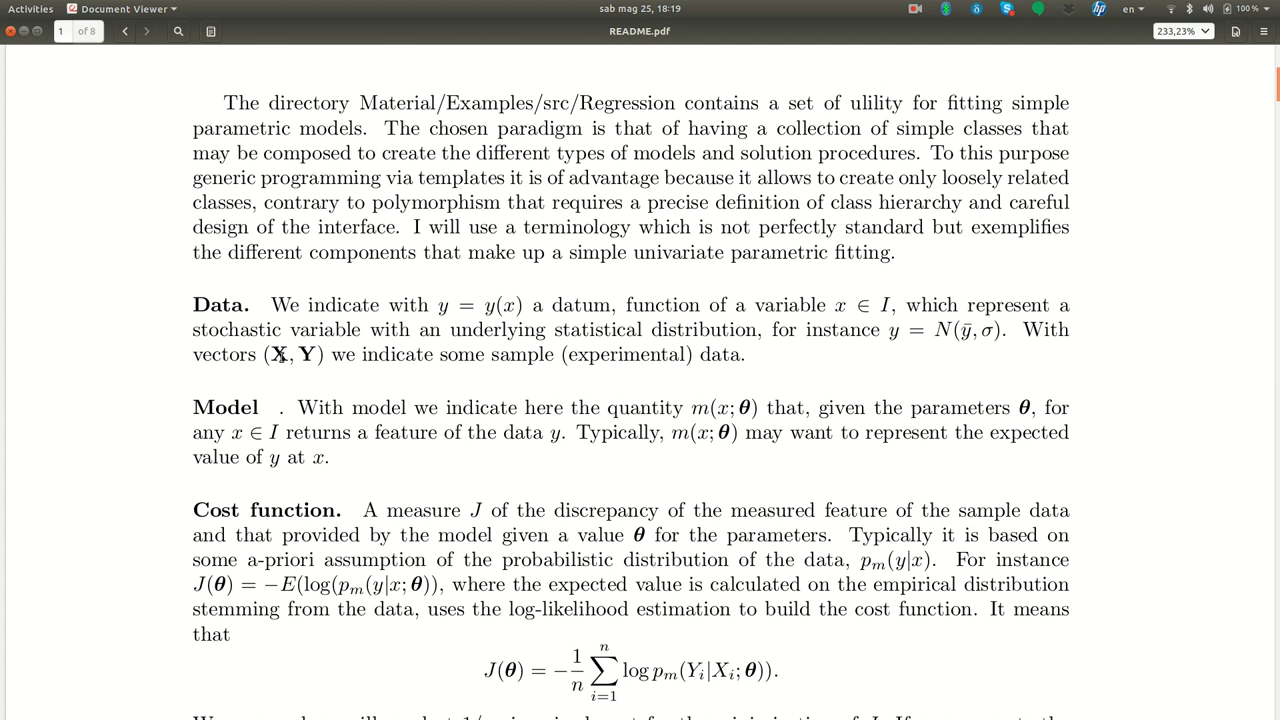 Activities Document Viewer sab mag 25, 18:19 en 100 %
1 of 8 README.pdf 233,23%
The directory Material/Examples/src/Regression contains a set of ulility for fitting simple
parametric models. The chosen paradigm is that of having a collection of simple classes that
may be composed to create the different types of models and solution procedures. To this purpose
generic programming via templates it is of advantage because it allows to create only loosely related
classes, contrary to polymorphism that requires a precise definition of class hierarchy and careful
design of the interface. I will use a terminology which is not perfectly standard but exemplifies
the different components that make up a simple univariate parametric fitting.
Data. We indicate with y = y(x) a datum, function of a variable x ∈ I, which represent a
stochastic variable with an underlying statistical distribution, for instance y = N(ȳ, σ). With
vectors (X, Y) we indicate some sample (experimental) data.
Model . With model we indicate here the quantity m(x; θ) that, given the parameters θ, for
any x ∈ I returns a feature of the data y. Typically, m(x; θ) may want to represent the expected
value of y at x.
Cost function. A measure J of the discrepancy of the measured feature of the sample data
and that provided by the model given a value θ for the parameters. Typically it is based on
some a-priori assumption of the probabilistic distribution of the data, pm(y|x). For instance
J(θ) = −E(log(pm(y|x; θ)), where the expected value is calculated on the empirical distribution
stemming from the data, uses the log-likelihood estimation to build the cost function. It means
that
J(θ) = −1/n ∑_{i=1}^{n} log pm(Yi|Xi; θ)).